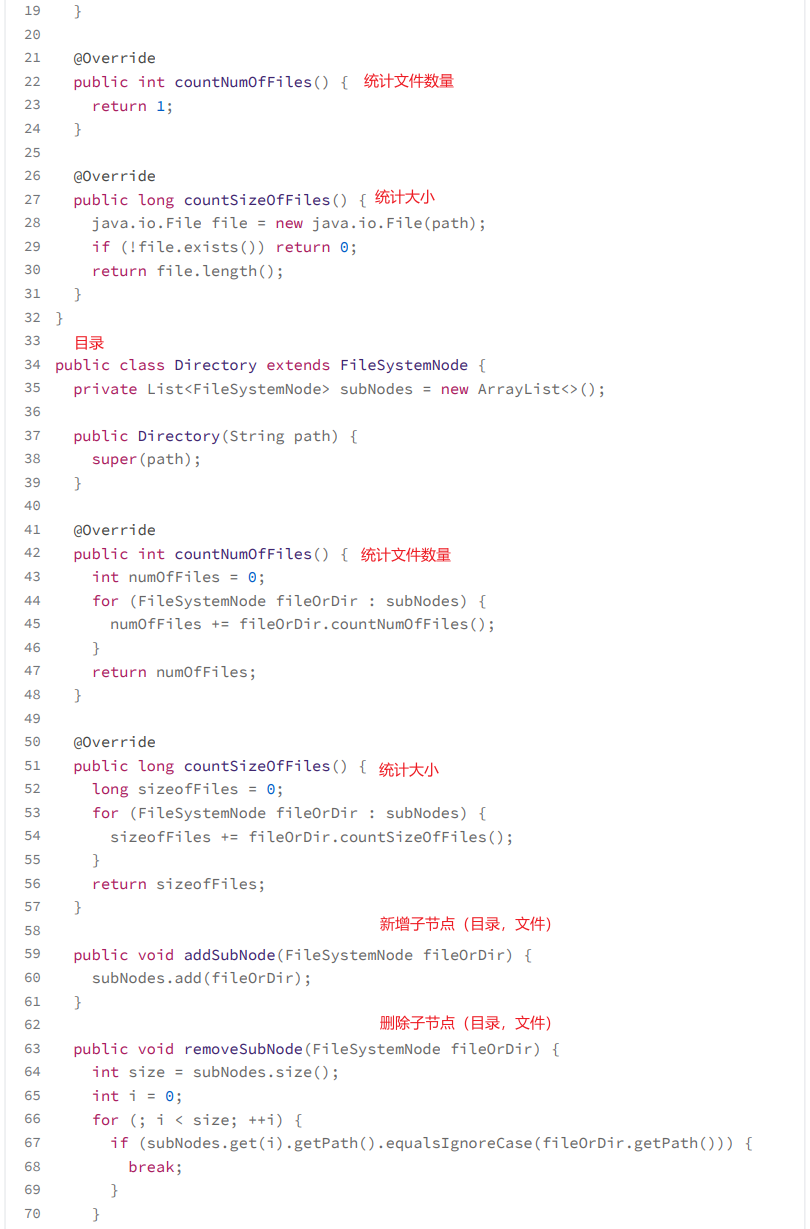 19 }
20
21 @Override
22 public int countNumOfFiles() { 统计文件数量
23 return 1;
24 }
25
26 @Override
27 public long countSizeOfFiles() { 统计大小
28 java.io.File file = new java.io.File(path);
29 if (!file.exists()) return 0;
30 return file.length();
31 }
32 }
33 目录
34 public class Directory extends FileSystemNode {
35 private List<FileSystemNode> subNodes = new ArrayList<>();
36
37 public Directory(String path) {
38 super(path);
39 }
40
41 @Override
42 public int countNumOfFiles() { 统计文件数量
43 int numOfFiles = 0;
44 for (FileSystemNode fileOrDir : subNodes) {
45 numOfFiles += fileOrDir.countNumOfFiles();
46 }
47 return numOfFiles;
48 }
49
50 @Override
51 public long countSizeOfFiles() { 统计大小
52 long sizeofFiles = 0;
53 for (FileSystemNode fileOrDir : subNodes) {
54 sizeofFiles += fileOrDir.countSizeOfFiles();
55 }
56 return sizeofFiles;
57 }
58 新增子节点（目录，文件）
59 public void addSubNode(FileSystemNode fileOrDir) {
60 subNodes.add(fileOrDir);
61 }
62 删除子节点（目录，文件）
63 public void removeSubNode(FileSystemNode fileOrDir) {
64 int size = subNodes.size();
65 int i = 0;
66 for (; i < size; ++i) {
67 if (subNodes.get(i).getPath().equalsIgnoreCase(fileOrDir.getPath())) {
68 break;
69 }
70 }